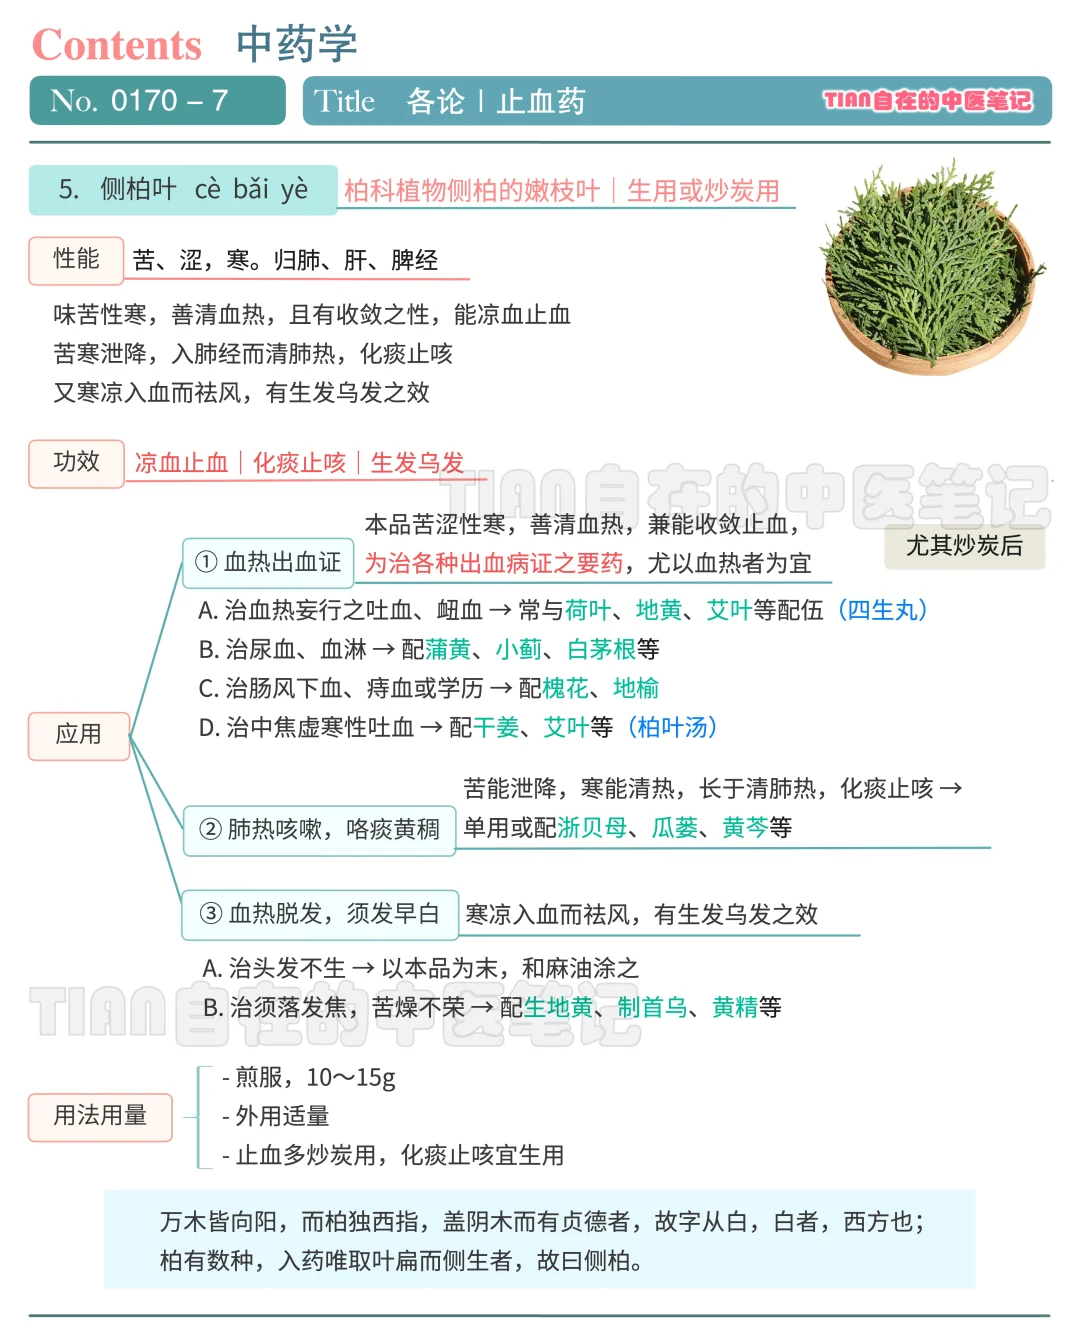 Contents 中药学
No. 0170 – 7
Title 各论 | 止血药
TIAN自在的中医笔记
5. 侧柏叶 cè bǎi yè
柏科植物侧柏的嫩枝叶｜生用或炒炭用
性能
苦、涩，寒。归肺、肝、脾经
味苦性寒，善清血热，且有收敛之性，能凉血止血
苦寒泄降，入肺经而清肺热，化痰止咳
又寒凉入血而祛风，有生发乌发之效
功效
凉血止血｜化痰止咳｜生发乌发
TIAN自在的中医笔记
本品苦涩性寒，善清血热，兼能收敛止血，
尤其炒炭后
① 血热出血证
为治各种出血病证之要药，尤以血热者为宜
A. 治血热妄行之吐血、衄血 → 常与荷叶、地黄、艾叶等配伍（四生丸）
B. 治尿血、血淋 → 配蒲黄、小蓟、白茅根等
C. 治肠风下血、痔血或学历 → 配槐花、地榆
D. 治中焦虚寒性吐血 → 配干姜、艾叶等（柏叶汤）
应用
苦能泄降，寒能清热，长于清肺热，化痰止咳 →
② 肺热咳嗽，咯痰黄稠
单用或配浙贝母、瓜蒌、黄芩等
③ 血热脱发，须发早白
寒凉入血而祛风，有生发乌发之效
A. 治头发不生 → 以本品为末，和麻油涂之
B. 治须落发焦，苦燥不荣 → 配生地黄、制首乌、黄精等
TIAN自在的中医笔记
用法用量
- 煎服，10～15g
- 外用适量
- 止血多炒炭用，化痰止咳宜生用
万木皆向阳，而柏独西指，盖阴木而有贞德者，故字从白，白者，西方也；
柏有数种，入药唯取叶扁而侧生者，故曰侧柏。